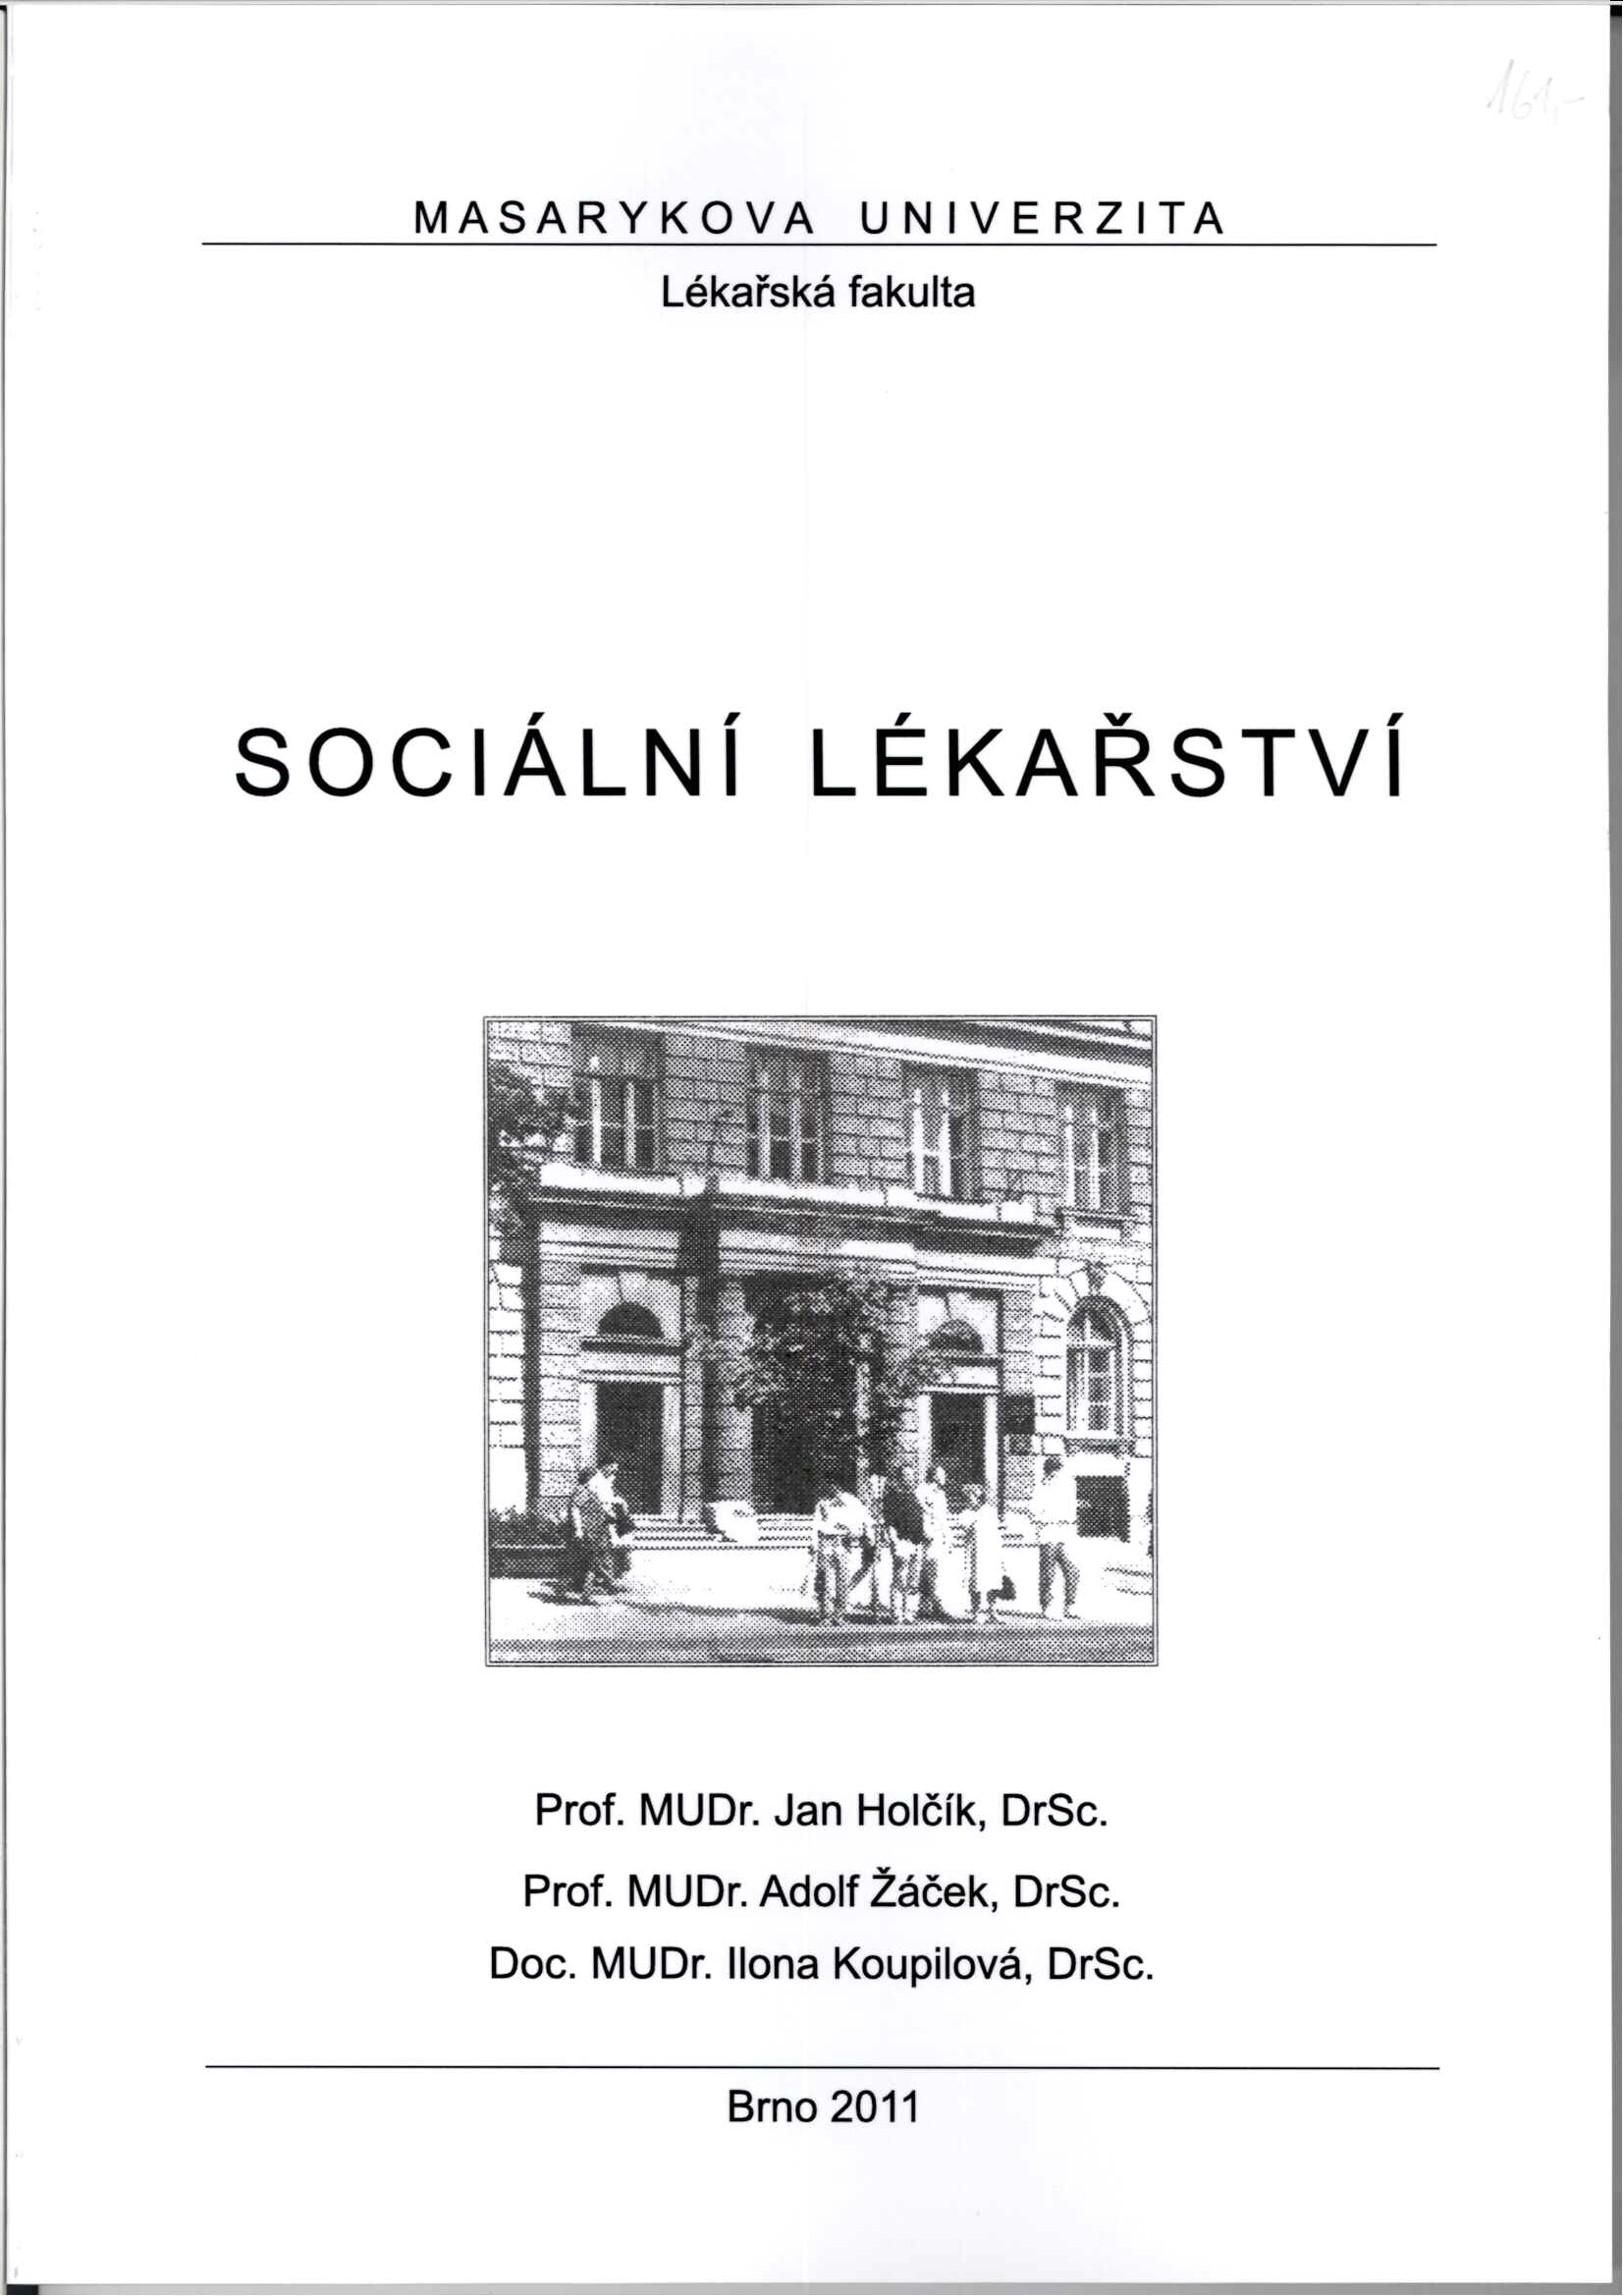 161,-
MASARYKOVA UNIVERZITA
Lékařská fakulta
SOCIÁLNÍ LÉKAŘSTVÍ
Prof. MUDr. Jan Holčík, DrSc.
Prof. MUDr. Adolf Žáček, DrSc.
Doc. MUDr. Ilona Koupilová, DrSc.
Brno 2011